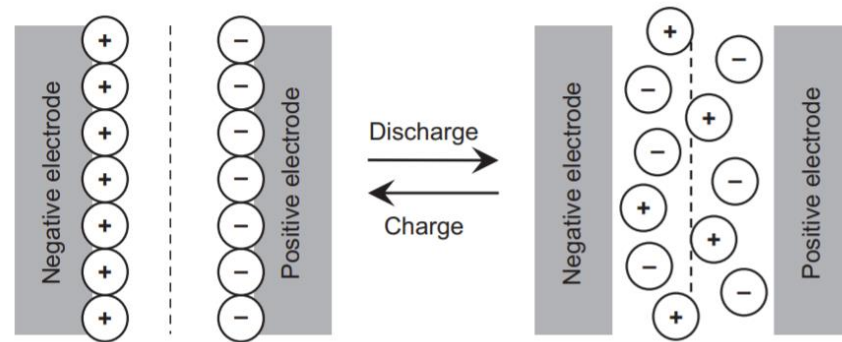 Negative electrode
+ −
+ −
+ −
+ −
+ −
+ −
+ −
Positive electrode
Discharge
Charge
Negative electrode
+ −
−
+
−
−
+
+
−
−
+
Positive electrode